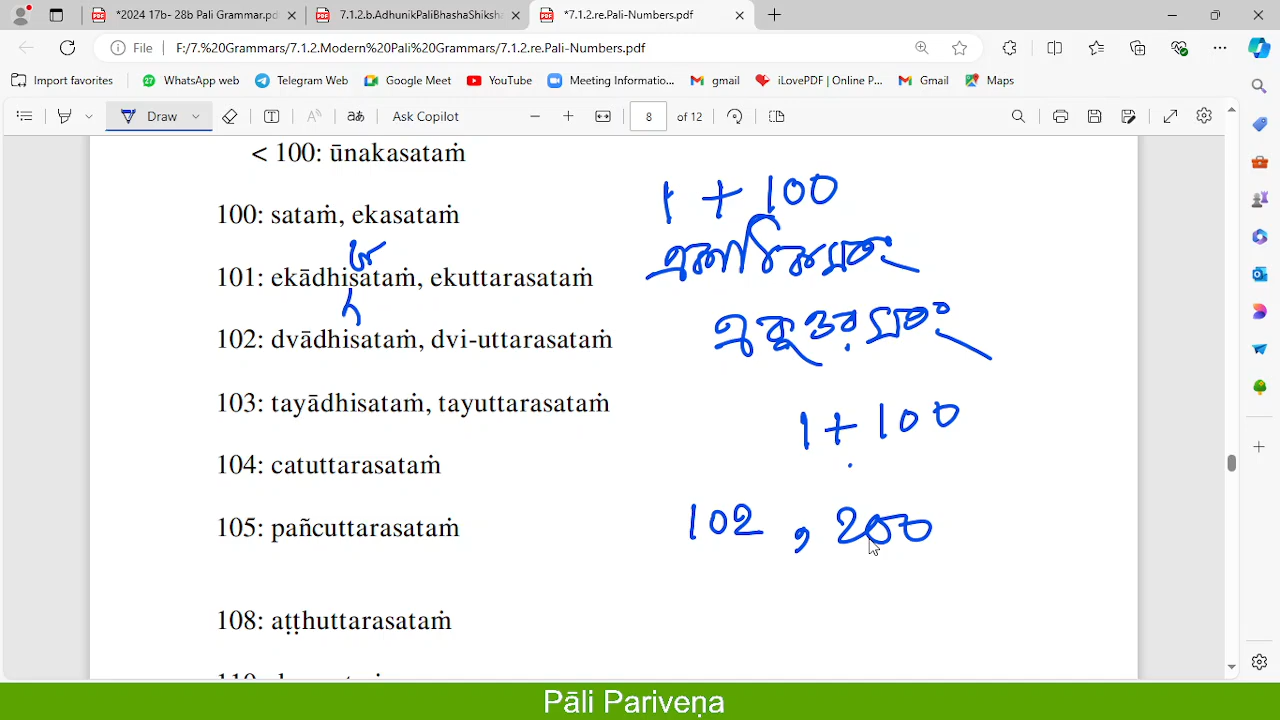 *2024 17b- 28b Pali Grammar.pd
7.1.2.b.AdhunikPaliBhashaShiksha
*7.1.2.re.Pali-Numbers.pdf
File
F:/7.%20Grammars/7.1.2.Modern%20Pali%20Grammars/7.1.2.re.Pali-Numbers.pdf
Import favorites
WhatsApp web
Telegram Web
Google Meet
YouTube
Meeting Informatio...
gmail
iLovePDF | Online P...
Gmail
Maps
Draw
Ask Copilot
8 of 12
< 100: ūnakasataṁ
1 + 100
100: sataṁ, ekasataṁ
101: ekādhisataṁ, ekuttarasataṁ
102: dvādhisataṁ, dvi-uttarasataṁ
103: tayādhisataṁ, tayuttarasataṁ
1 + 100
104: catuttarasataṁ
105: pañcuttarasataṁ
102 , 200
108: aṭṭhuttarasataṁ
Pāli Pariveṇa